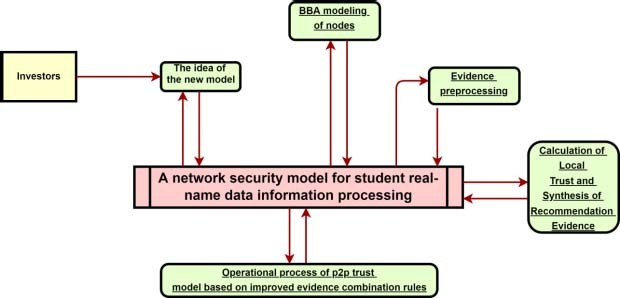 BBA modeling
of nodes
Investors
The idea of
the new model
Evidence
preprocessing
A network security model for student real-
name data information processing
Calculation of
Local
Trust and
Synthesis of
Recommendation
Evidence
Operational process of p2p trust
model based on improved evidence combination rules